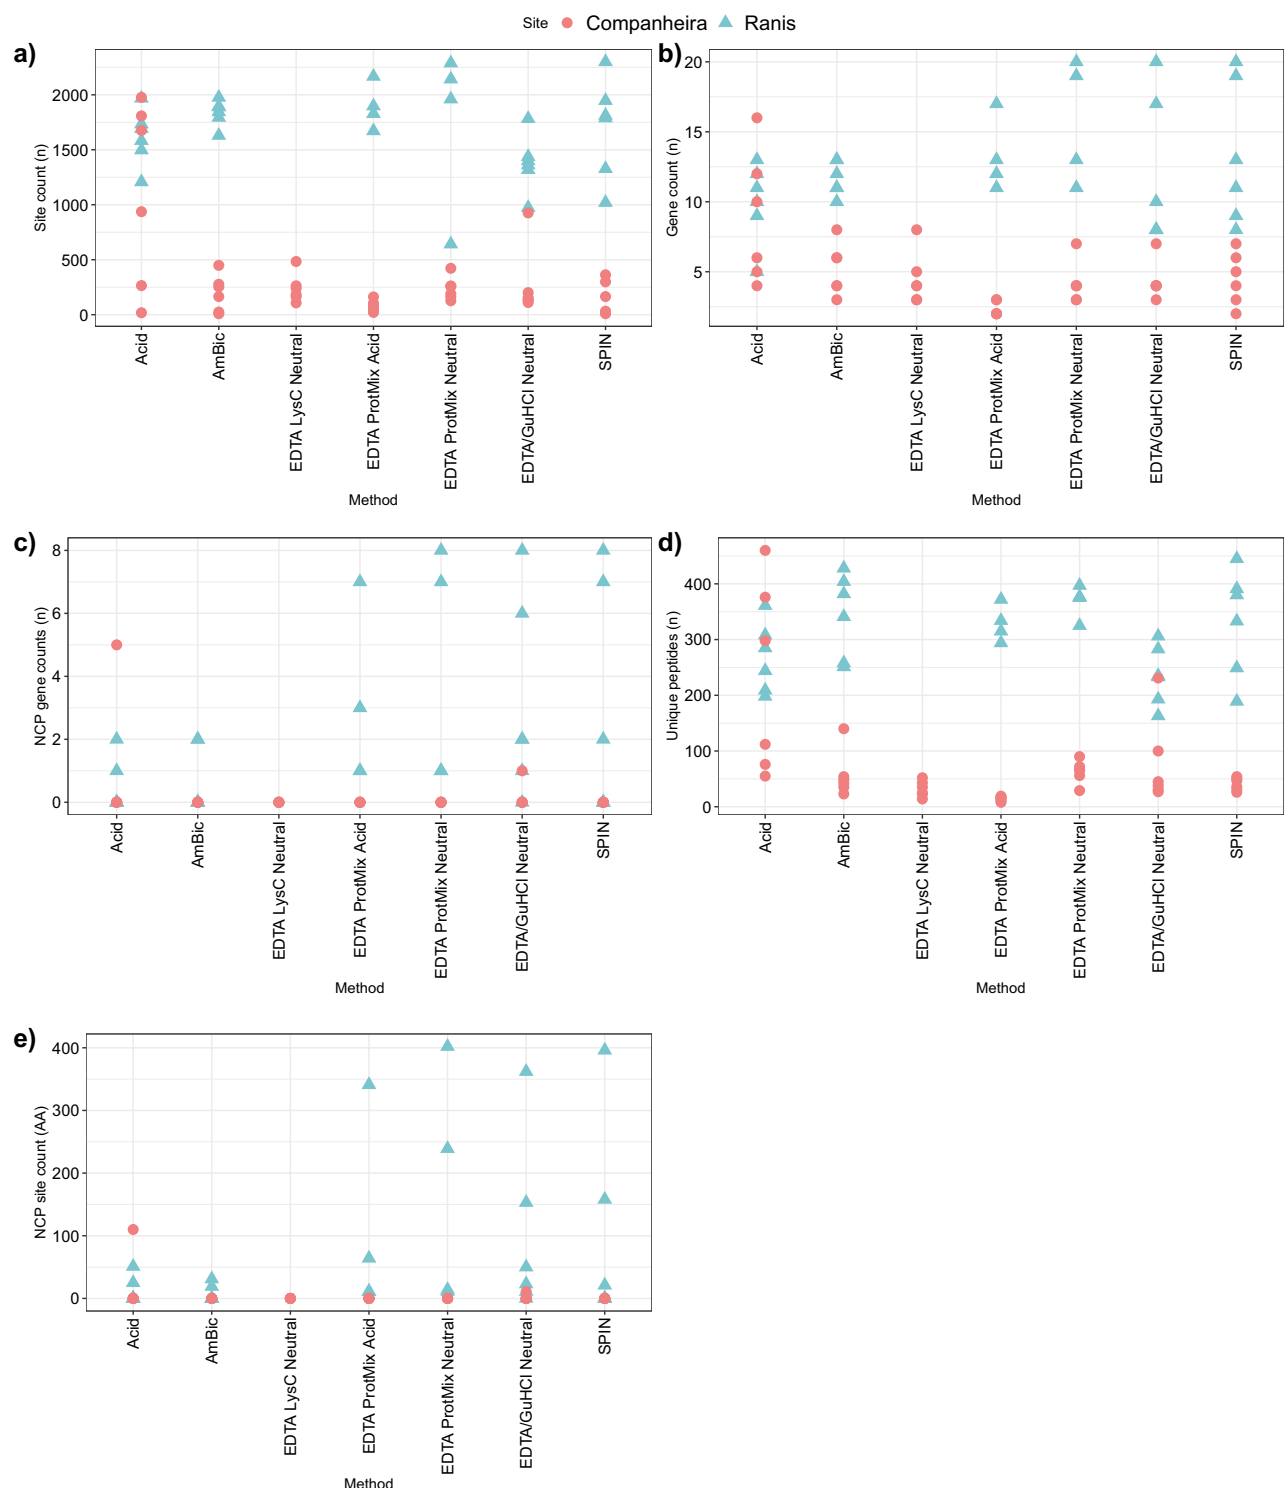 Site Companheira Ranis
a)
Site count (n)
2000
1500
1000
500
0
Acid
AmBic
EDTA LysC Neutral
EDTA ProtMix Acid
EDTA ProtMix Neutral
EDTA/GuHCl Neutral
SPIN
Method
b)
Gene count (n)
20
15
10
5
Acid
AmBic
EDTA LysC Neutral
EDTA ProtMix Acid
EDTA ProtMix Neutral
EDTA/GuHCl Neutral
SPIN
Method
c)
NCP gene counts (n)
8
6
4
2
0
Acid
AmBic
EDTA LysC Neutral
EDTA ProtMix Acid
EDTA ProtMix Neutral
EDTA/GuHCl Neutral
SPIN
Method
d)
Unique peptides (n)
400
300
200
100
0
Acid
AmBic
EDTA LysC Neutral
EDTA ProtMix Acid
EDTA ProtMix Neutral
EDTA/GuHCl Neutral
SPIN
Method
e)
NCP site count (AA)
400
300
200
100
0
Acid
AmBic
EDTA LysC Neutral
EDTA ProtMix Acid
EDTA ProtMix Neutral
EDTA/GuHCl Neutral
SPIN
Method